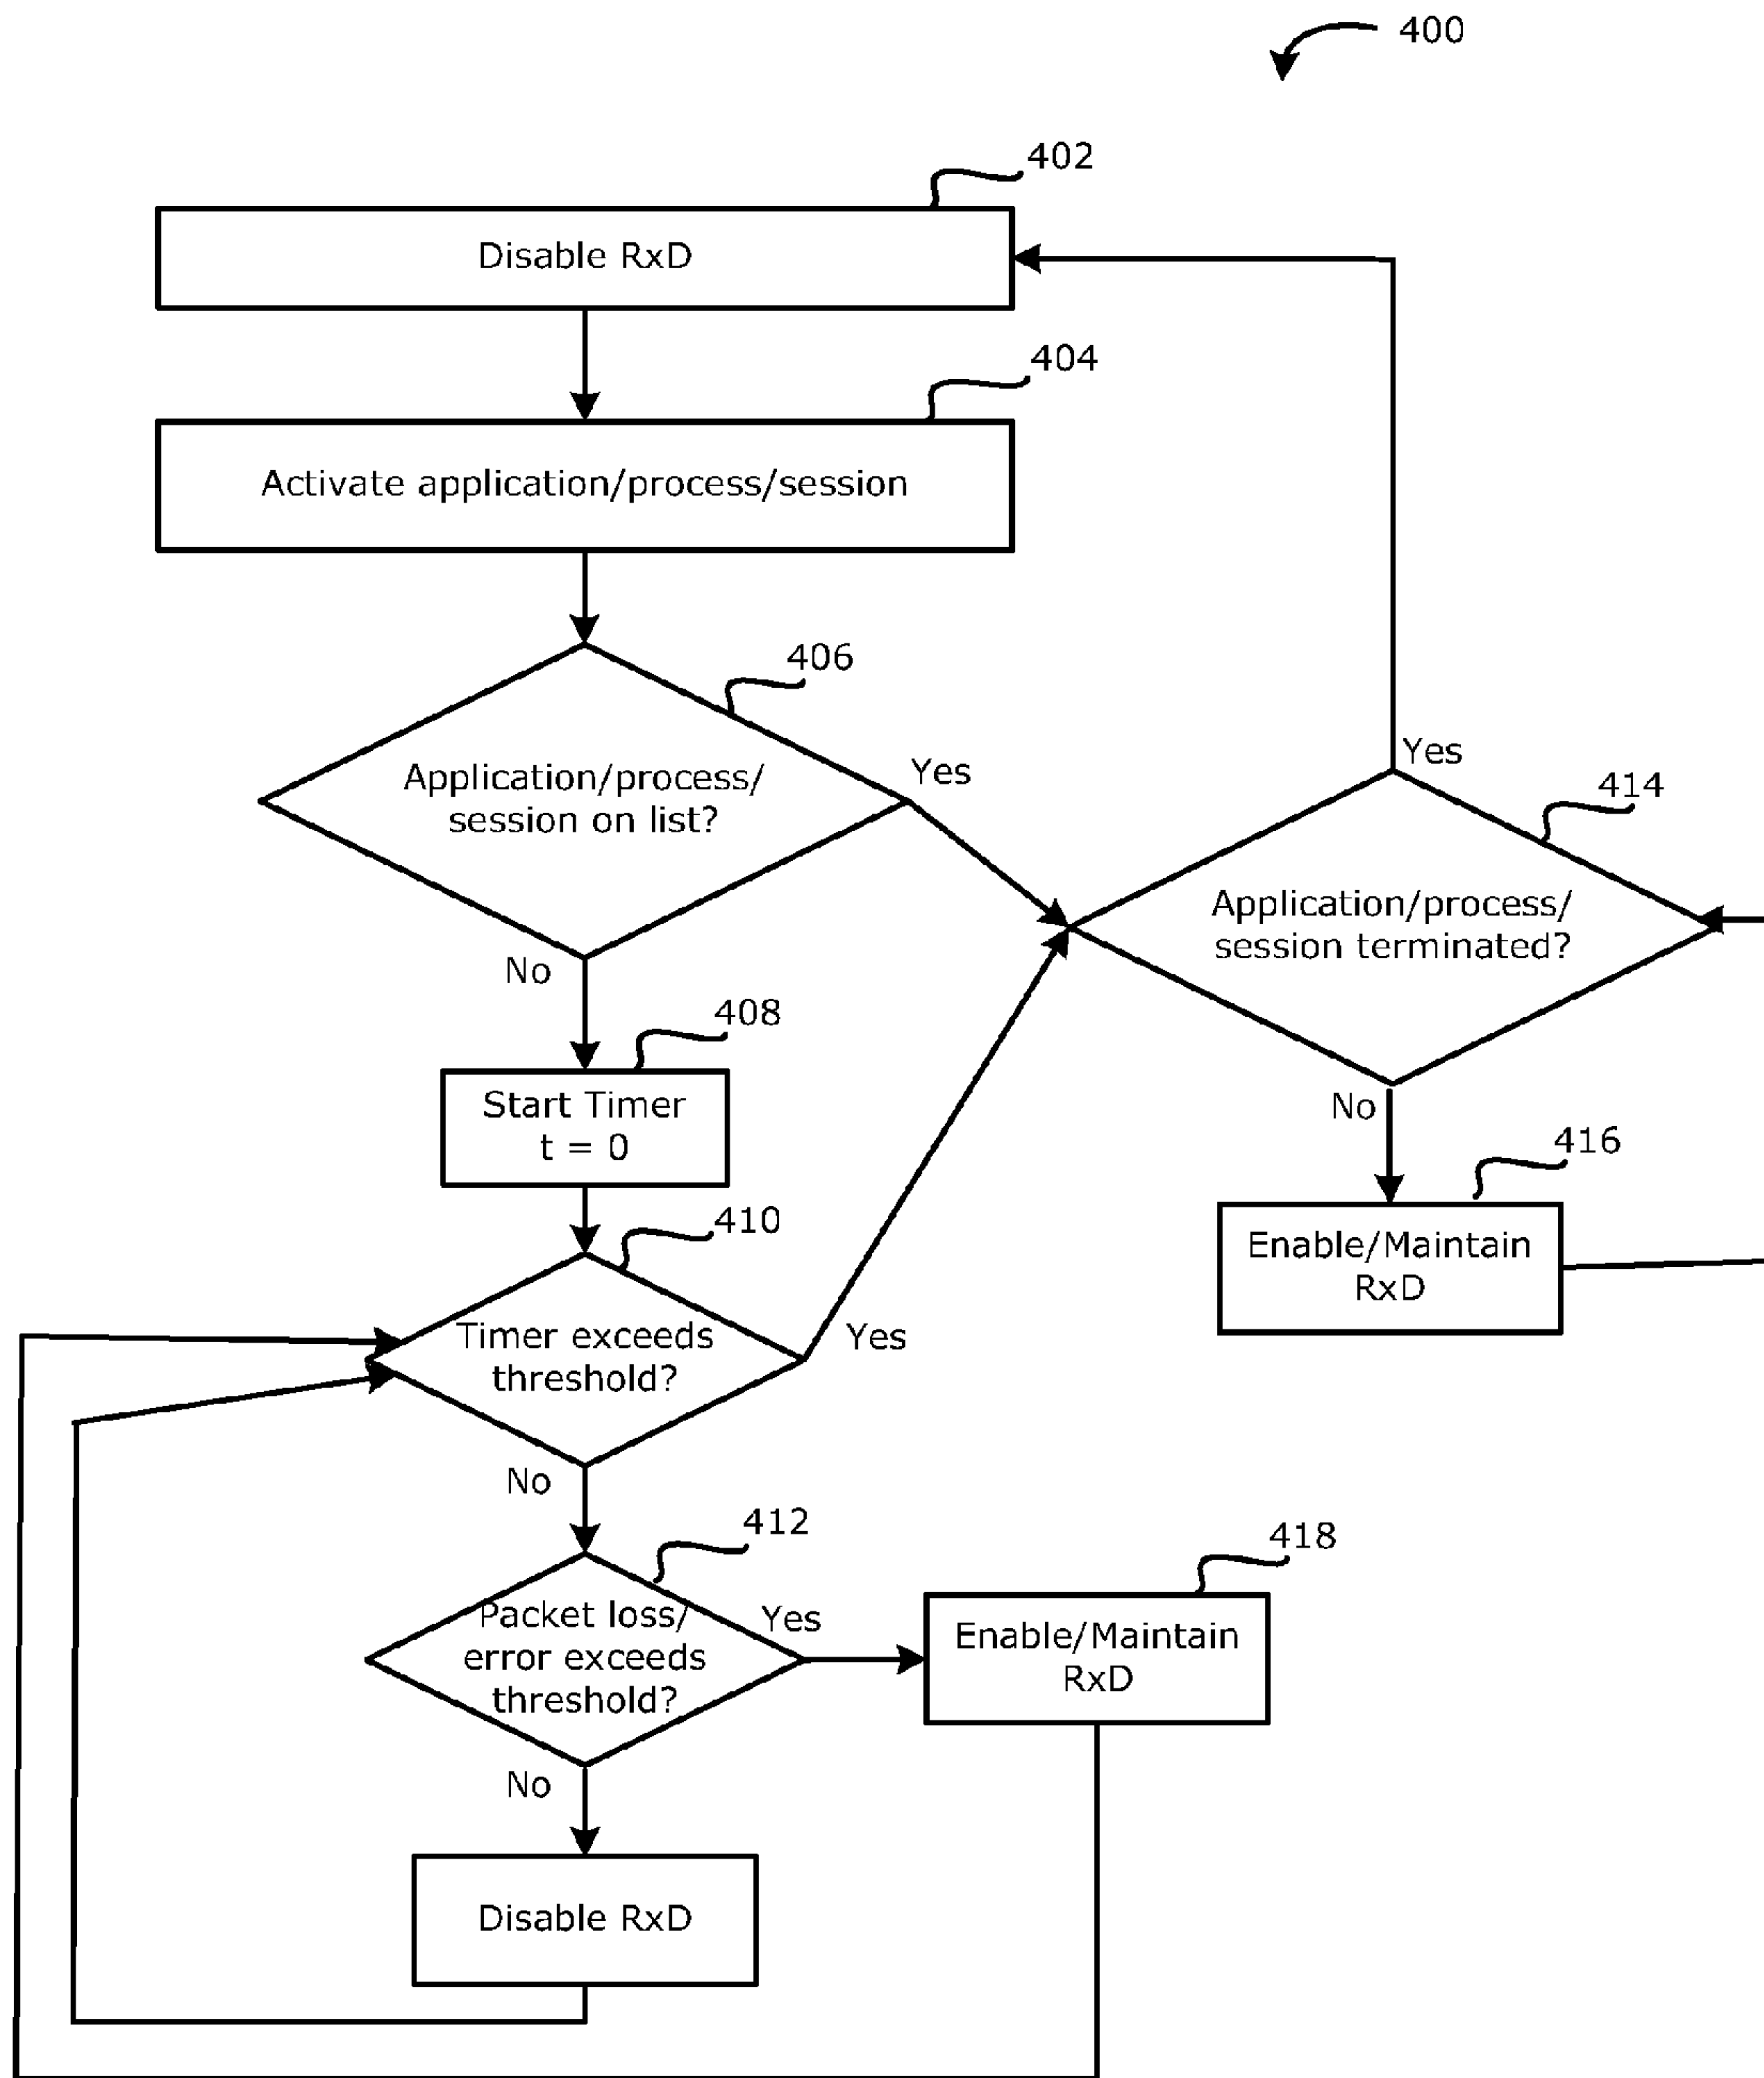 400
402
Disable RxD
404
Activate application/process/session
406
Application/process/
session on list?
Yes
No
Yes
414
Application/process/
session terminated?
No
408
Start Timer
t = 0
416
Enable/Maintain
RxD
410
Timer exceeds
threshold?
Yes
No
412
Packet loss/
error exceeds
threshold?
Yes
418
Enable/Maintain
RxD
No
Disable RxD